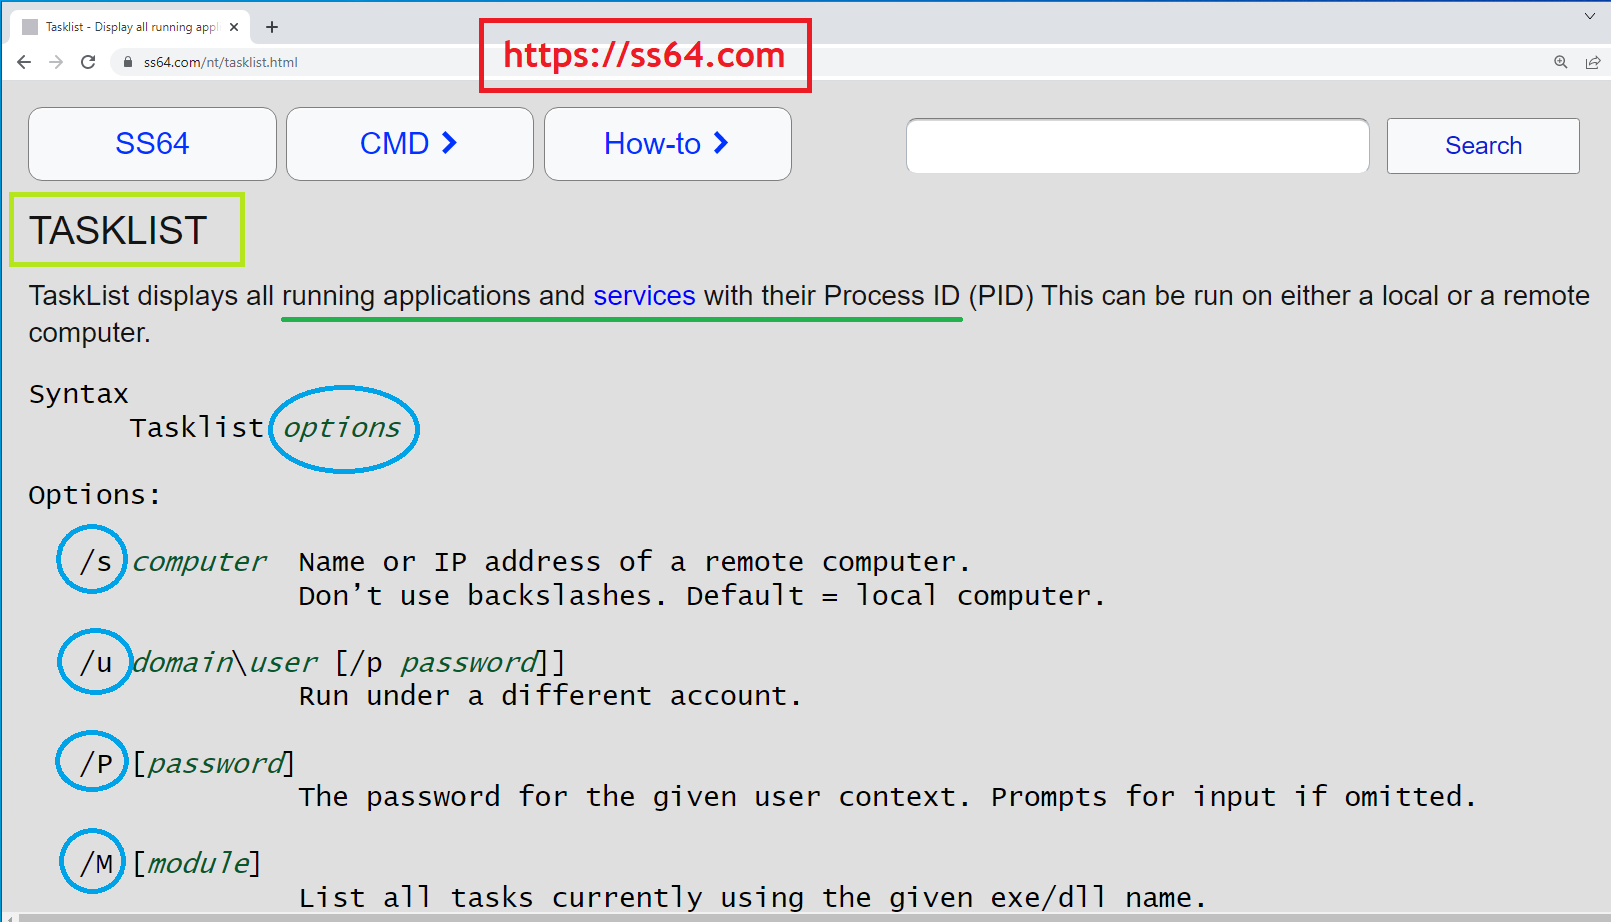 Tasklist - Display all running appl
ss64.com/nt/tasklist.html
https://ss64.com
SS64
CMD
How-to
Search
TASKLIST
TaskList displays all running applications and services with their Process ID (PID) This can be run on either a local or a remote
computer.
Syntax
Tasklist options
Options:
/s computer Name or IP address of a remote computer.
Don’t use backslashes. Default = local computer.
/u domain\user [/p password]]
Run under a different account.
/P [password]
The password for the given user context. Prompts for input if omitted.
/M [module]
List all tasks currently using the given exe/dll name.